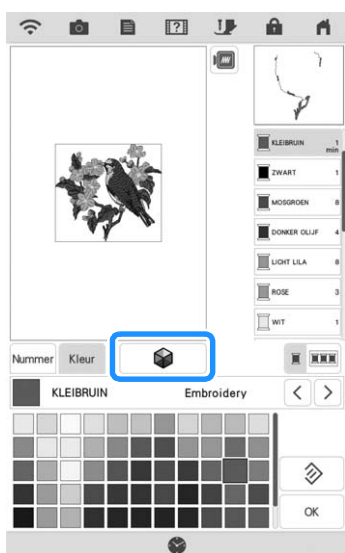 KLEIBRUIN 1
min
ZWART 1
MOSGROEN 8
DONKER OLIJF 4
LICHT LILA 8
ROSE 3
WIT 1
Nummer Kleur
KLEIBRUIN Embroidery
OK